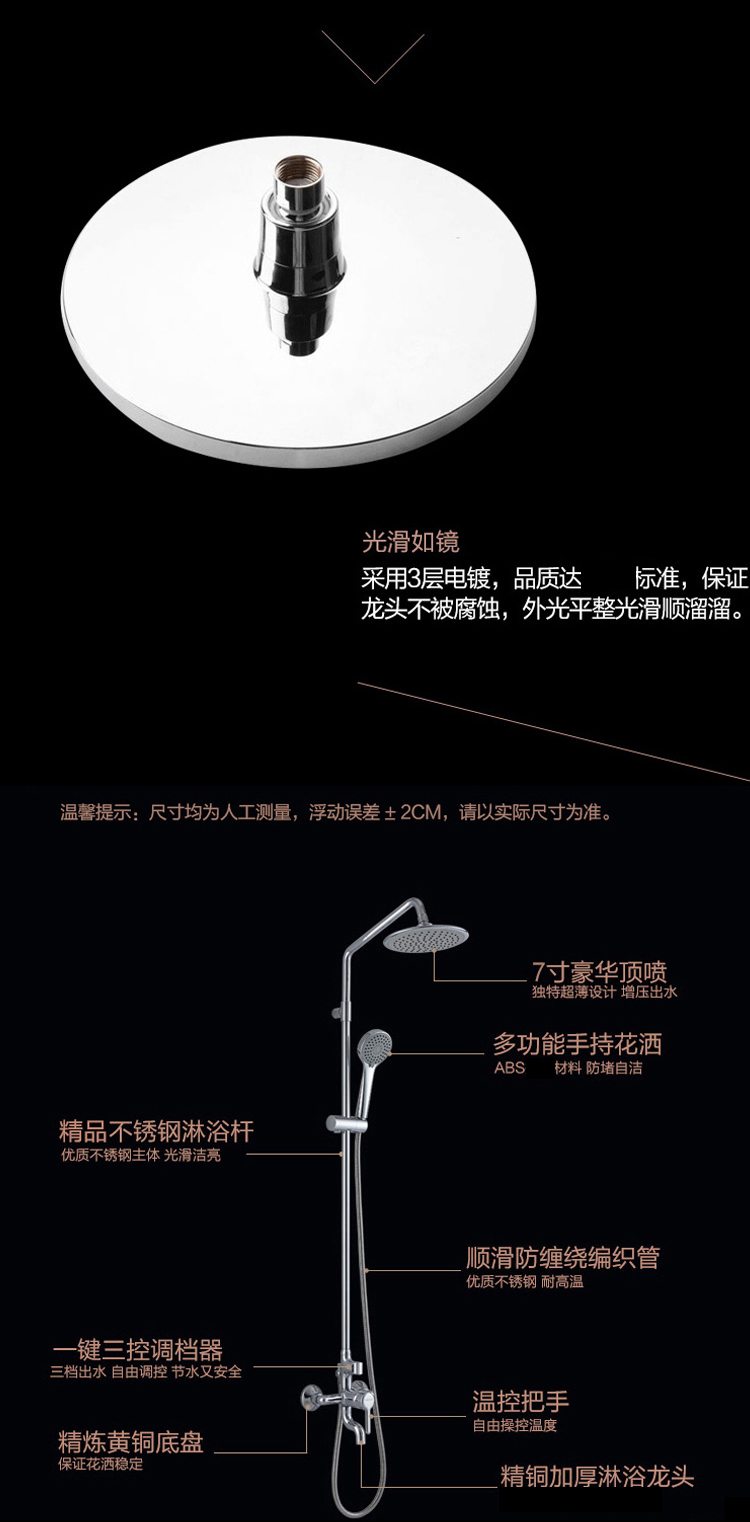 光滑如镜
采用3层电镀，品质达 标准，保证
龙头不被腐蚀，外光平整光滑顺溜溜。
温馨提示：尺寸均为人工测量，浮动误差±2CM，请以实际尺寸为准。
7寸豪华顶喷
独特超薄设计 增压出水
多功能手持花洒
ABS 材料 防堵自洁
精品不锈钢淋浴杆
优质不锈钢主体 光滑洁亮
顺滑防缠绕编织管
优质不锈钢 耐高温
一键三控调档器
三档出水 自由调控 节水又安全
温控把手
自由操控温度
精炼黄铜底盘
保证花洒稳定
精铜加厚淋浴龙头